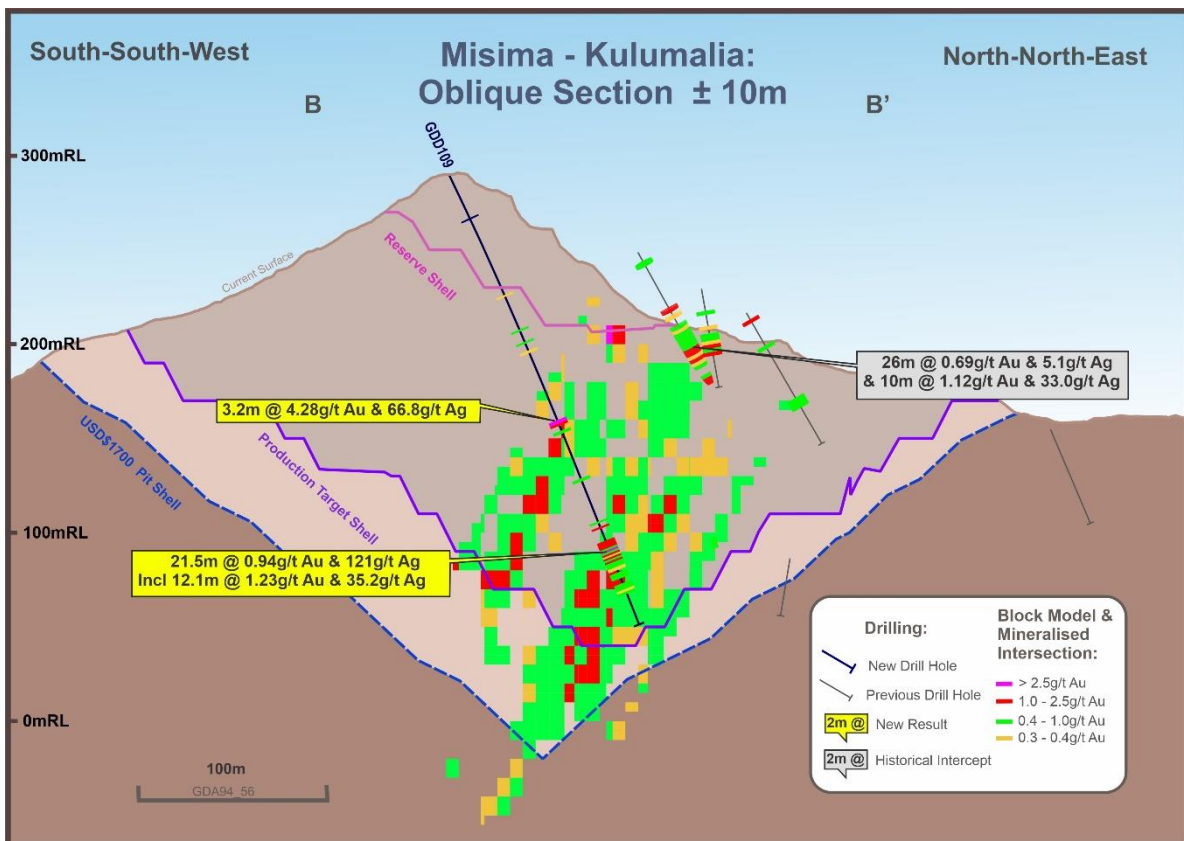 South-South-West
Misima - Kulumalia:
Oblique Section ± 10m
North-North-East
B
B'
GDD109
300mRL
Current Surface
Reserve Shell
200mRL
26m @ 0.69g/t Au & 5.1g/t Ag
& 10m @ 1.12g/t Au & 33.0g/t Ag
3.2m @ 4.28g/t Au & 66.8g/t Ag
USD$1700 Pit Shell
Production Target Shell
100mRL
21.5m @ 0.94g/t Au & 121g/t Ag
Incl 12.1m @ 1.23g/t Au & 35.2g/t Ag
0mRL
100m
GDA94_56
Drilling:
New Drill Hole
Previous Drill Hole
2m @
New Result
2m @
Historical Intercept
Block Model &
Mineralised
Intersection:
> 2.5g/t Au
1.0 - 2.5g/t Au
0.4 - 1.0g/t Au
0.3 - 0.4g/t Au